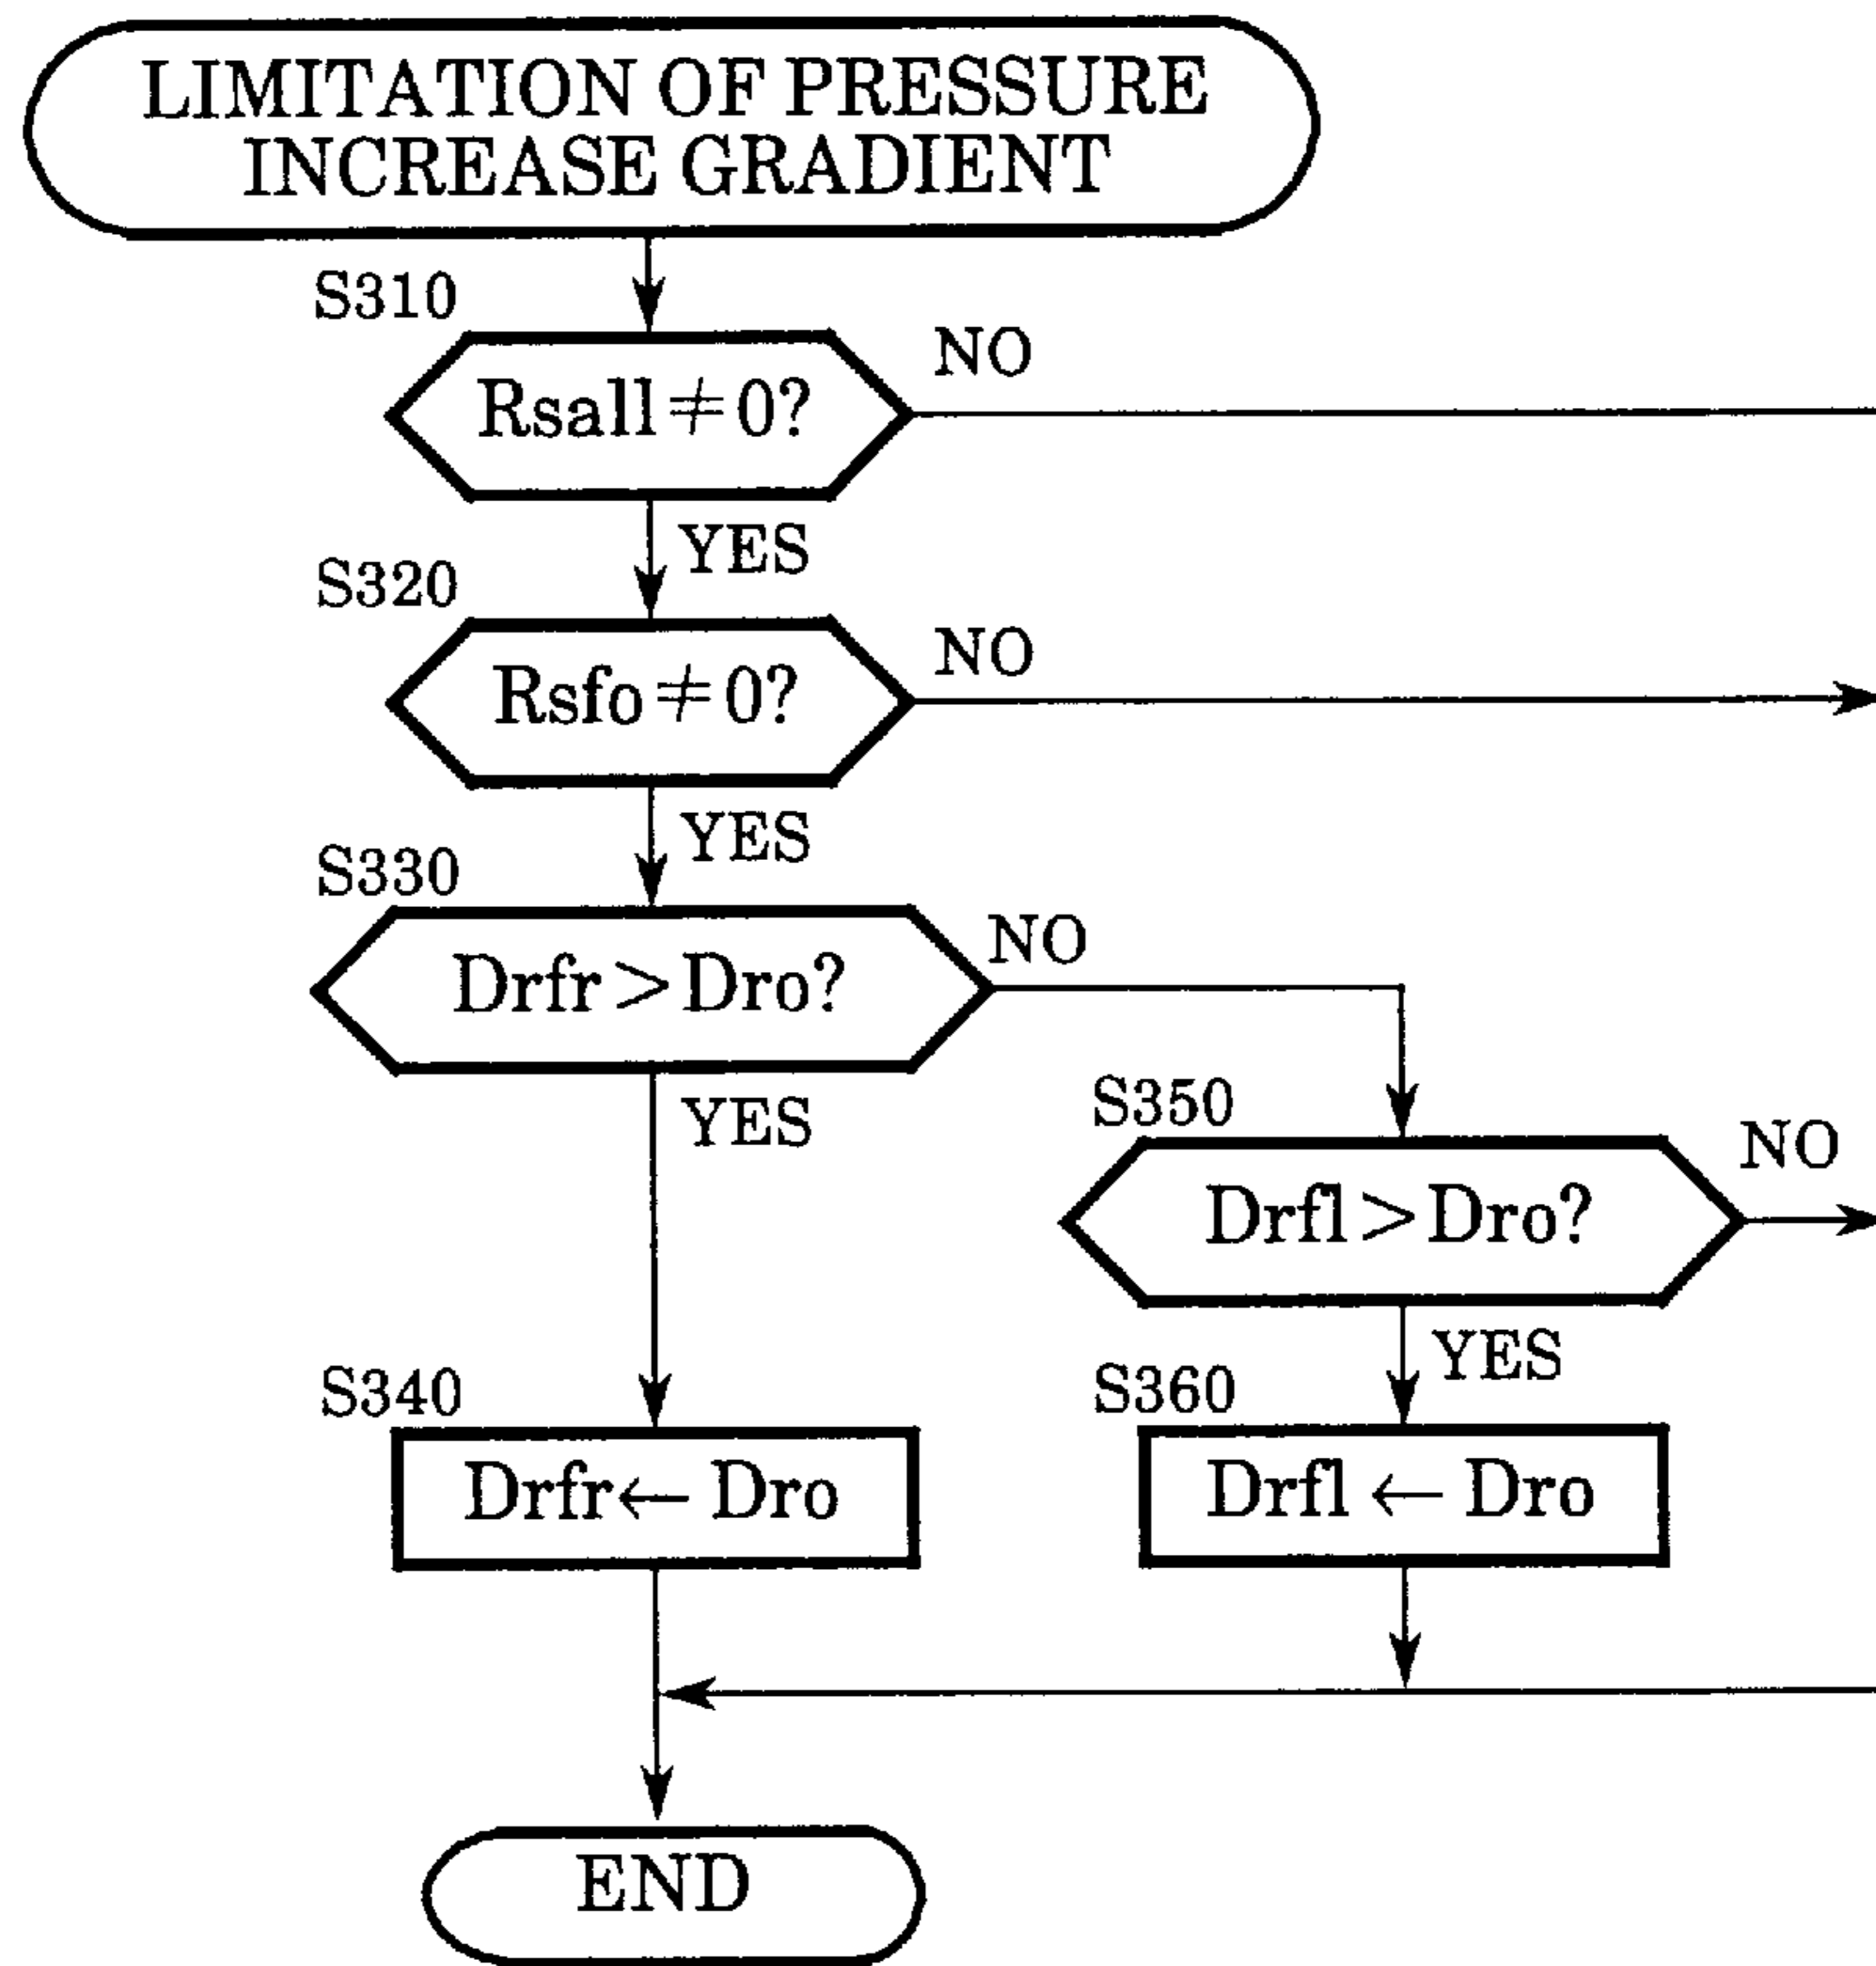 LIMITATION OF PRESSURE
INCREASE GRADIENT
S310
Rsall≠0?
NO
YES
S320
Rsfo≠0?
NO
YES
S330
Drfr>Dro?
NO
YES
S350
Drfl>Dro?
NO
YES
S340
Drfr← Dro
S360
Drfl ← Dro
END